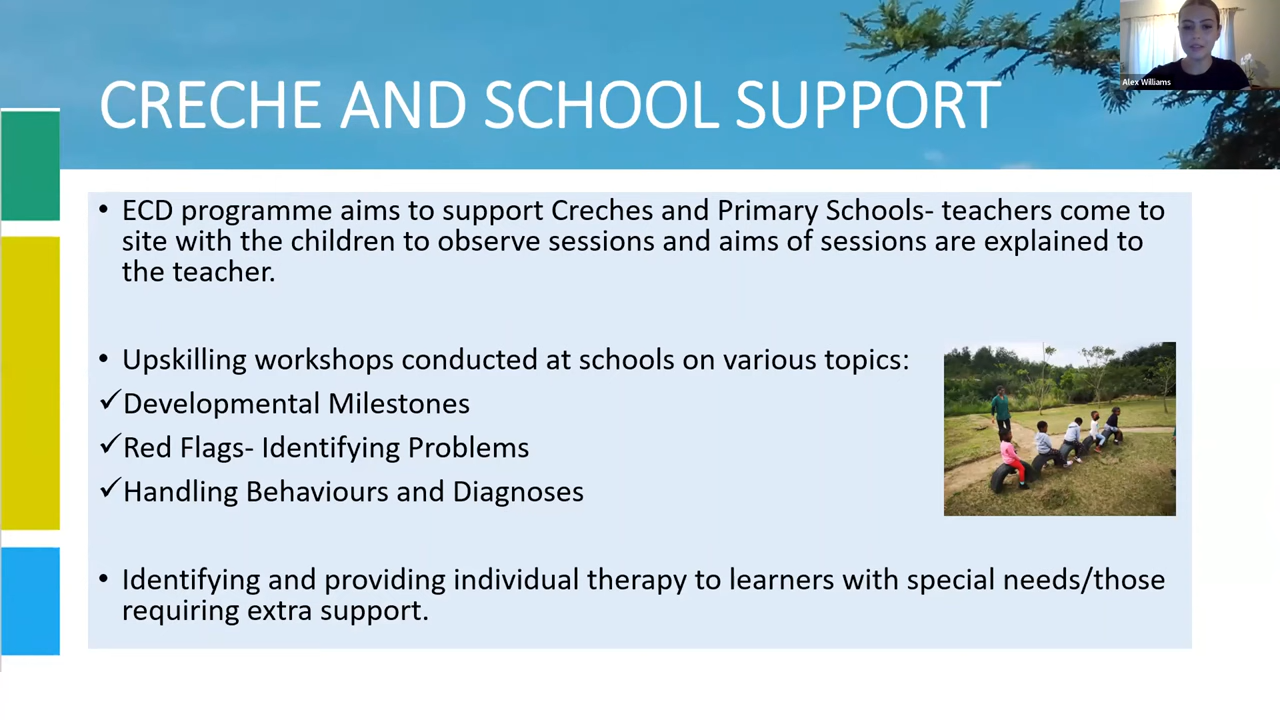 Alex Williams
CRECHE AND SCHOOL SUPPORT
• ECD programme aims to support Creches and Primary Schools- teachers come to
site with the children to observe sessions and aims of sessions are explained to
the teacher.
• Upskilling workshops conducted at schools on various topics:
✓Developmental Milestones
✓Red Flags- Identifying Problems
✓Handling Behaviours and Diagnoses
• Identifying and providing individual therapy to learners with special needs/those
requiring extra support.